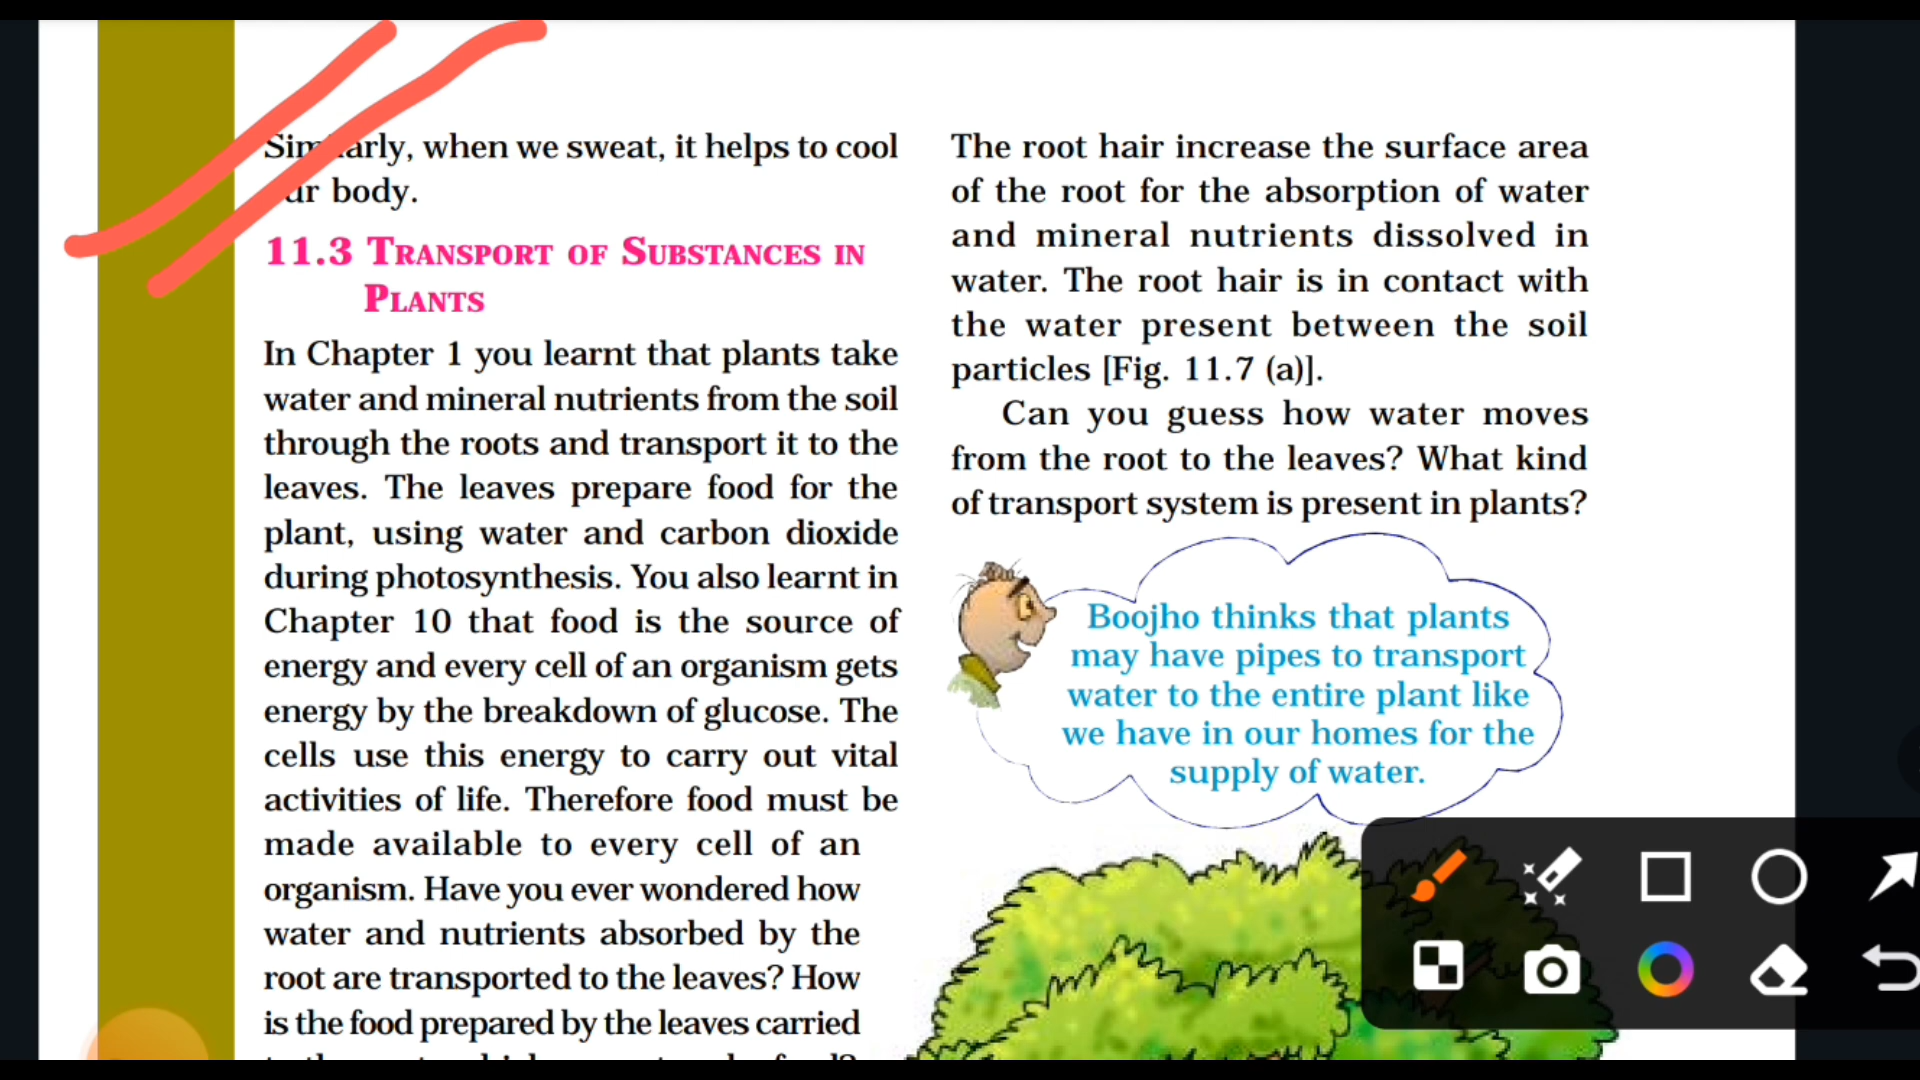 Similarly, when we sweat, it helps to cool
our body.
11.3 TRANSPORT OF SUBSTANCES IN
PLANTS
In Chapter 1 you learnt that plants take
water and mineral nutrients from the soil
through the roots and transport it to the
leaves. The leaves prepare food for the
plant, using water and carbon dioxide
during photosynthesis. You also learnt in
Chapter 10 that food is the source of
energy and every cell of an organism gets
energy by the breakdown of glucose. The
cells use this energy to carry out vital
activities of life. Therefore food must be
made available to every cell of an
organism. Have you ever wondered how
water and nutrients absorbed by the
root are transported to the leaves? How
is the food prepared by the leaves carried
The root hair increase the surface area
of the root for the absorption of water
and mineral nutrients dissolved in
water. The root hair is in contact with
the water present between the soil
particles [Fig. 11.7 (a)].
Can you guess how water moves
from the root to the leaves? What kind
of transport system is present in plants?
Boojho thinks that plants
may have pipes to transport
water to the entire plant like
we have in our homes for the
supply of water.